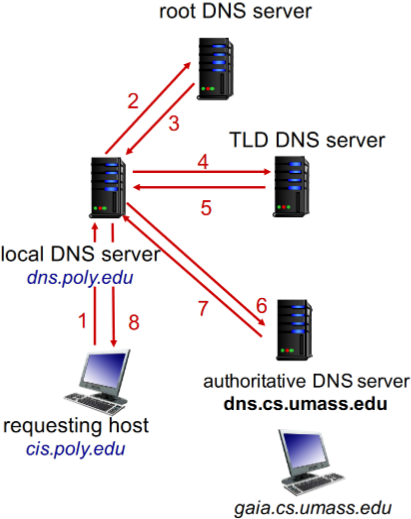 root DNS server
2
3
TLD DNS server
4
5
local DNS server
dns.poly.edu
1
8
7
6
authoritative DNS server
dns.cs.umass.edu
requesting host
cis.poly.edu
gaia.cs.umass.edu